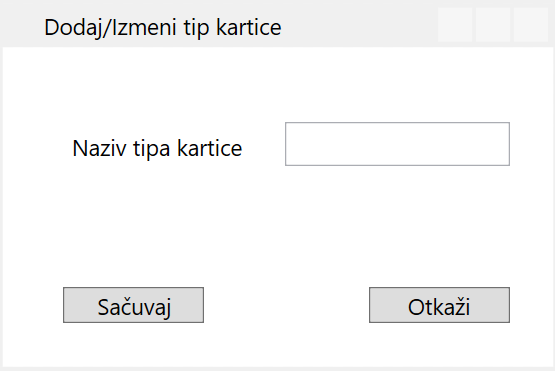 Dodaj/Izmeni tip kartice
Naziv tipa kartice
Sačuvaj
Otkaži